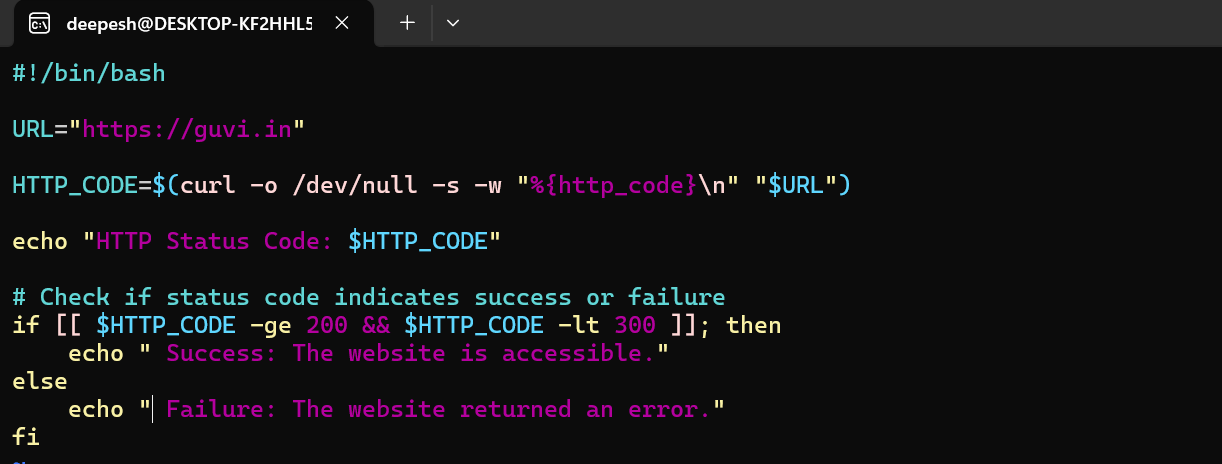 deepesh@DESKTOP-KF2HHL5
#!/bin/bash
URL="https://guvi.in"
HTTP_CODE=$(curl -o /dev/null -s -w "%{http_code}\n" "$URL")
echo "HTTP Status Code: $HTTP_CODE"
# Check if status code indicates success or failure
if [[ $HTTP_CODE -ge 200 && $HTTP_CODE -lt 300 ]]; then
    echo " Success: The website is accessible."
else
    echo " Failure: The website returned an error."
fi